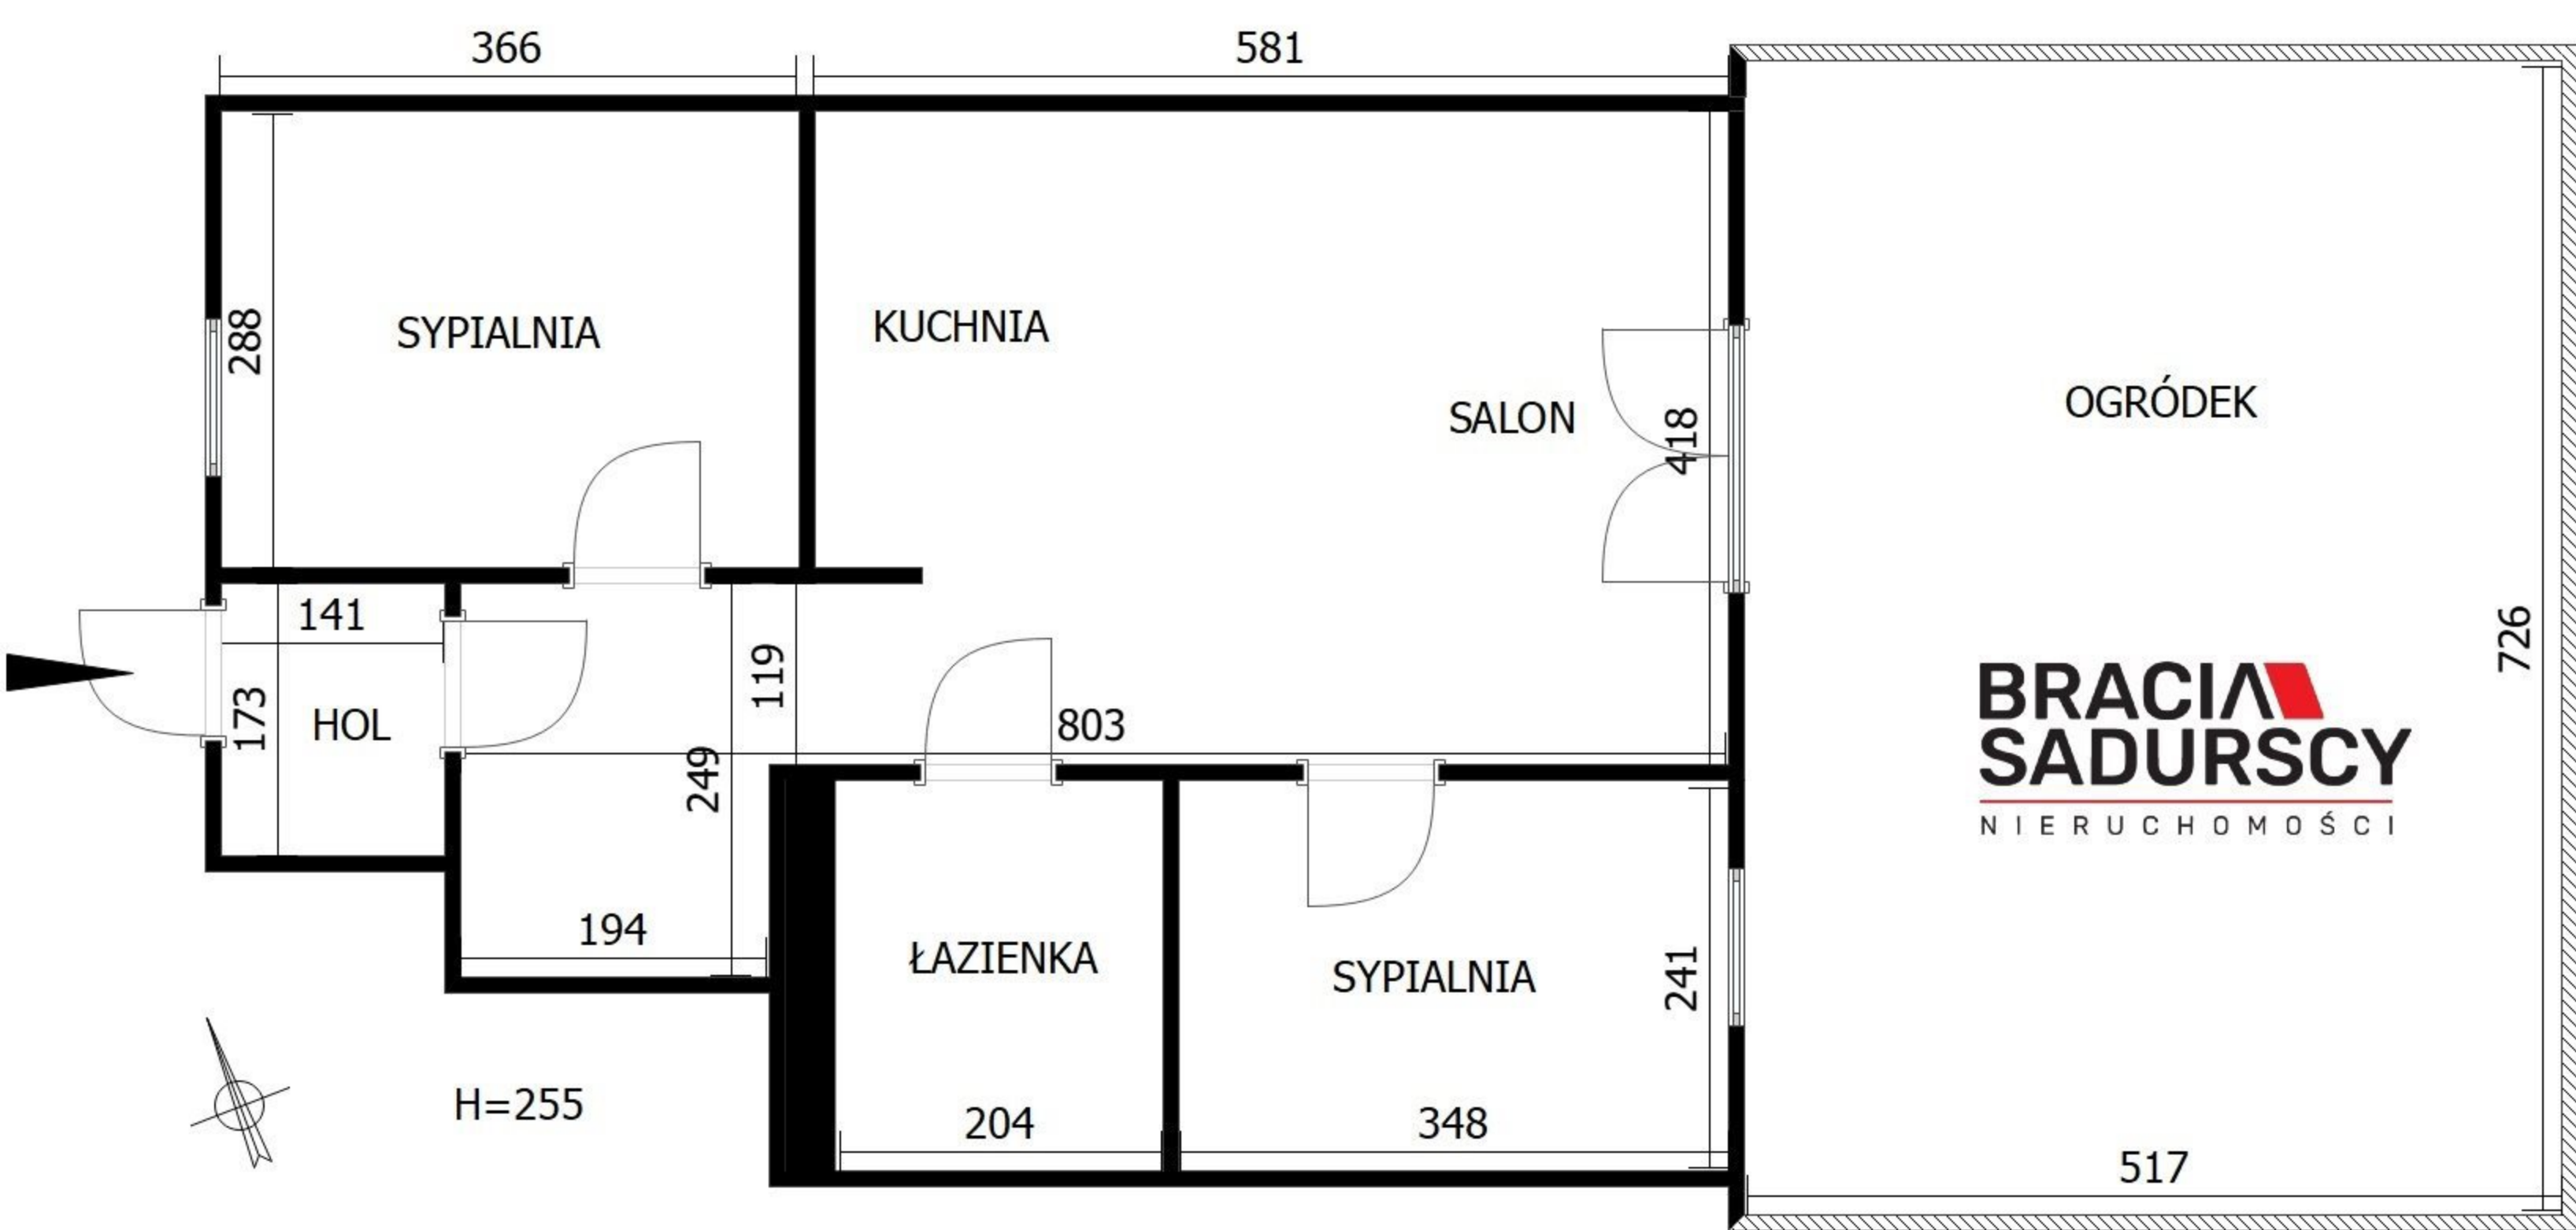 366
581
288
SYPIALNIA
KUCHNIA
SALON
418
OGRÓDEK
141
173
HOL
119
249
803
726
BRACIA
SADURSCY
NIERUCHOMOŚCI
194
ŁAZIENKA
SYPIALNIA
241
H=255
204
348
517